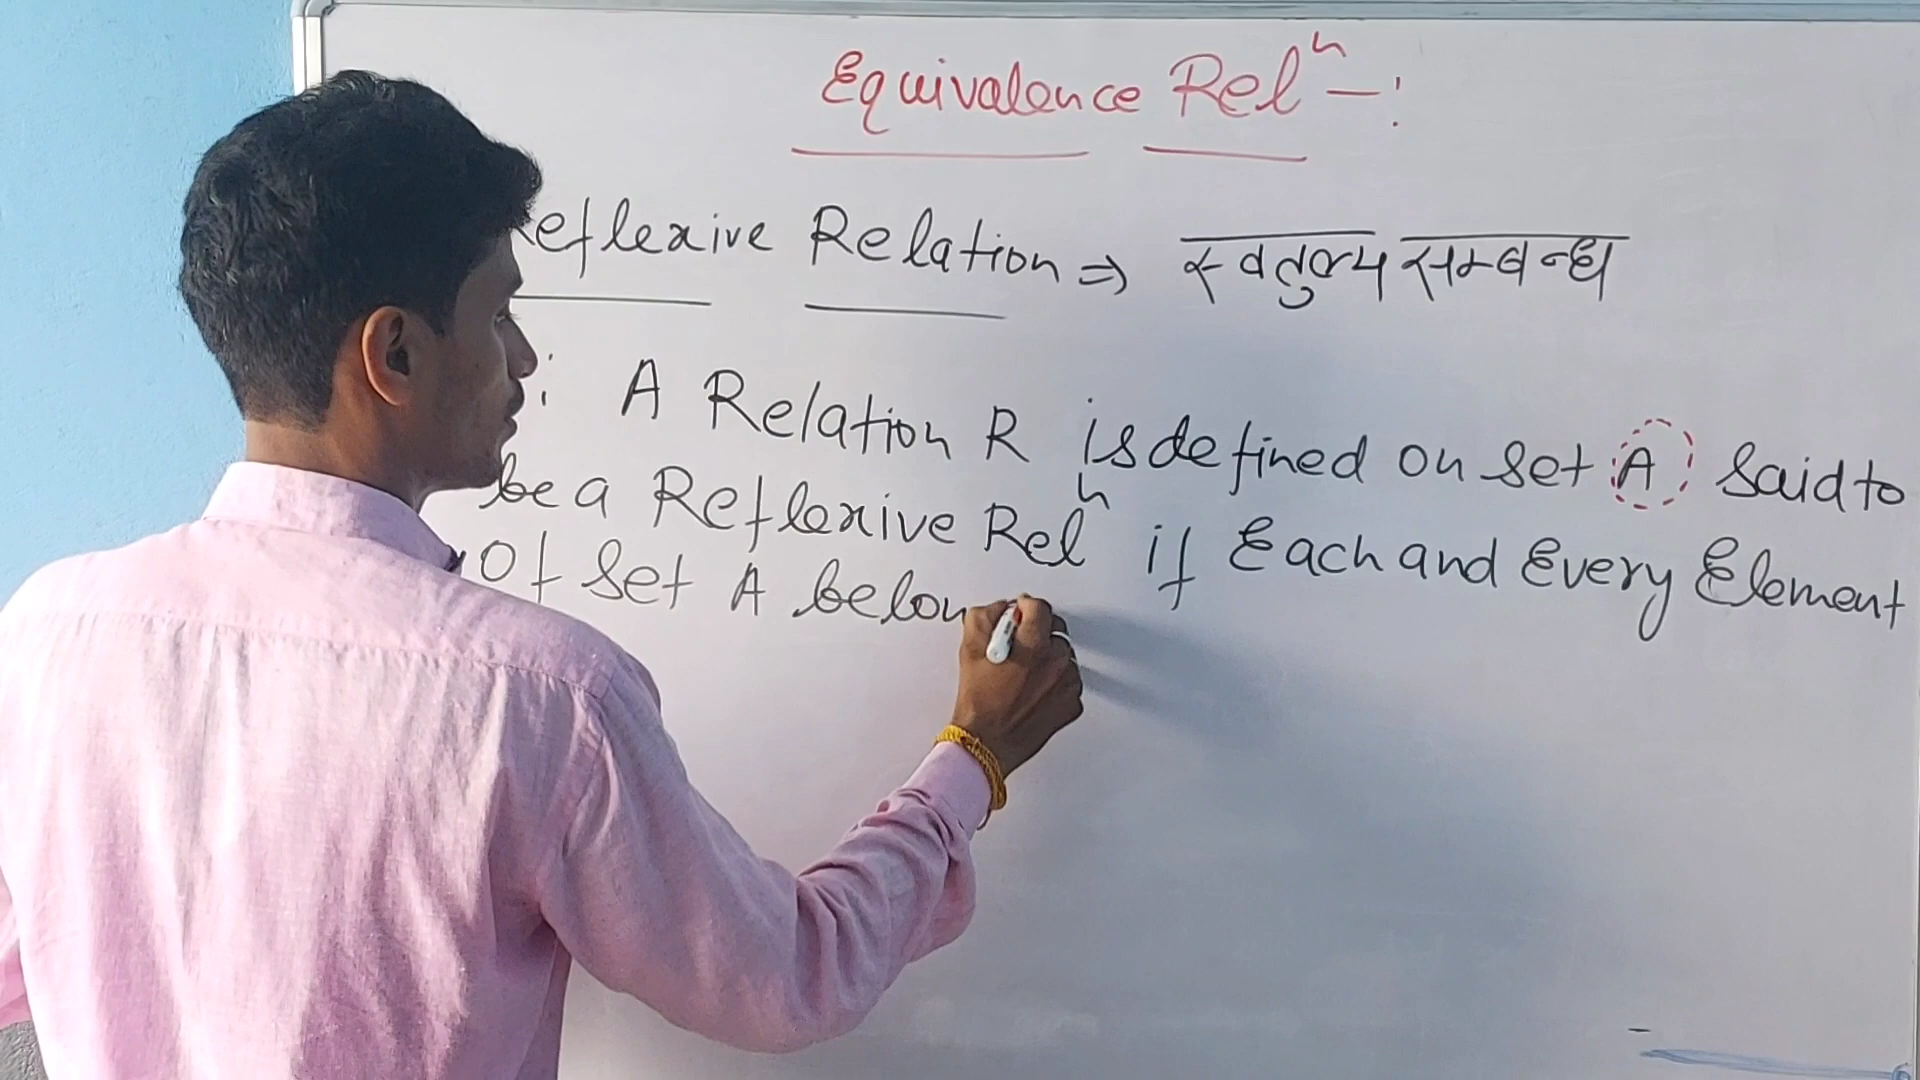 Equivalence Relⁿ —:
eflexive Relation ⇒ स्वतुल्य सम्बन्ध
: A Relation R is defined on set A said to
be a Reflexive Relⁿ if Each and Every Element
Of Set A belon